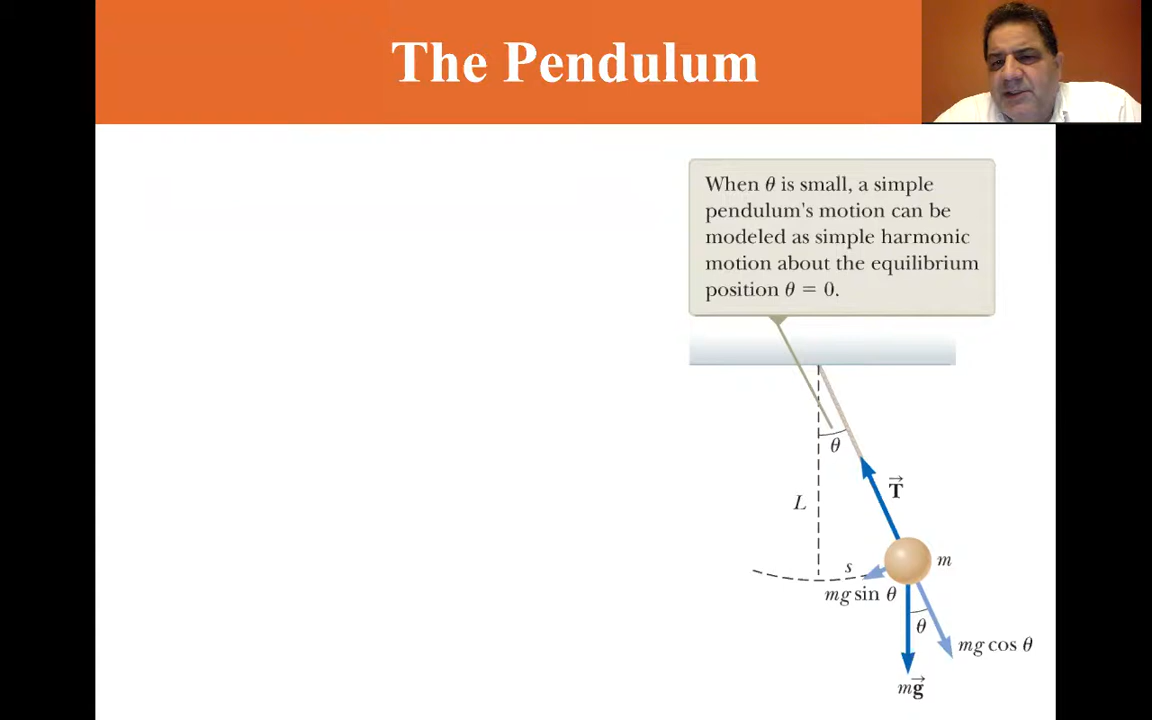 The Pendulum
When θ is small, a simple
pendulum's motion can be
modeled as simple harmonic
motion about the equilibrium
position θ = 0.
θ
T⃗
L
m
s
mg sin θ
θ
mg cos θ
mg⃗